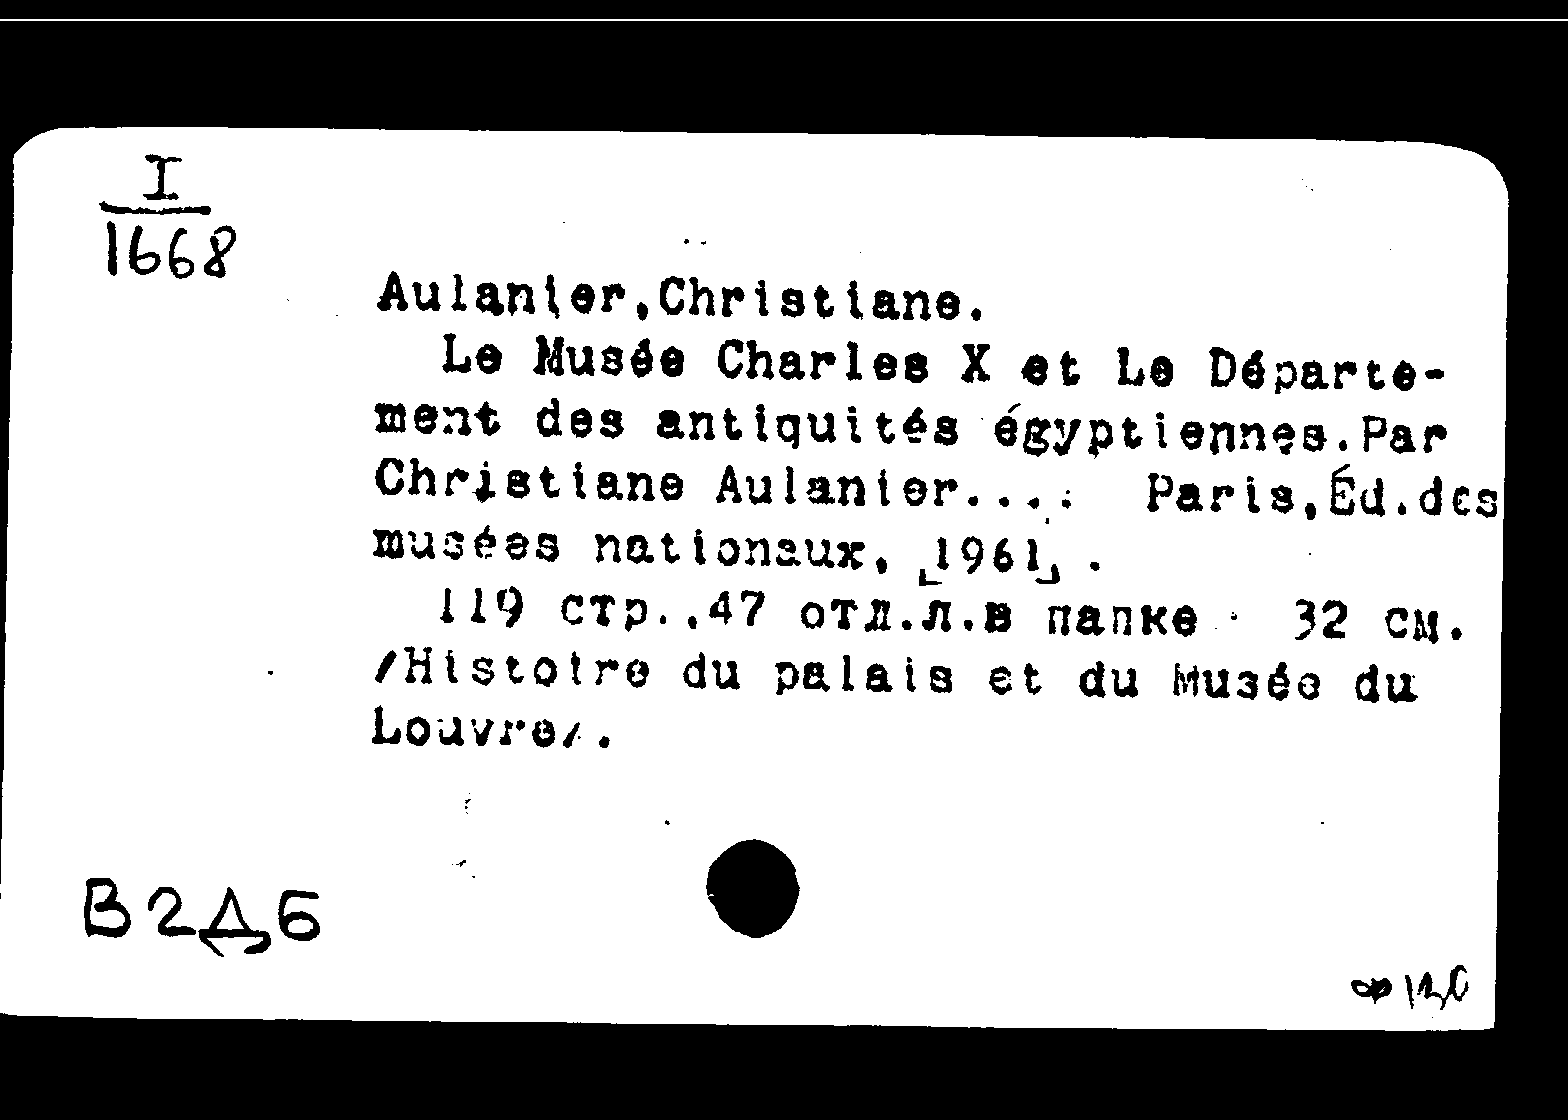 I
1668
Aulanier,Christiane.
Le Musée Charles X et Le Départe-
ment des antiquités égyptiennes.Par
Christiane Aulanier.... Paris,Éd.des
musées nationaux, [1961] .
119 стр.,47 отд.л.в папке 32 см.
/Histoire du palais et du Musée du
Louvre/.
В2Дб